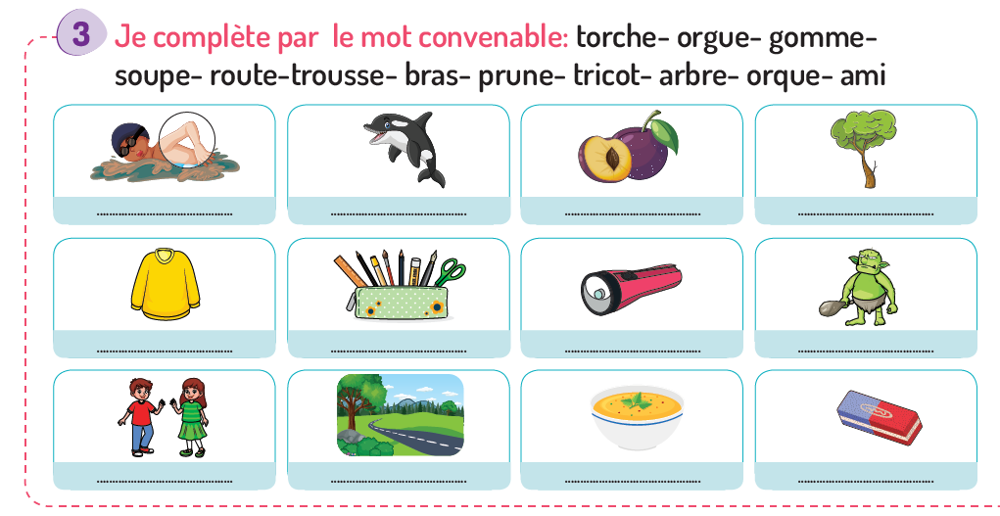 3 Je complète par le mot convenable: torche- orgue- gomme-
soupe- route-trousse- bras- prune- tricot- arbre- orque- ami